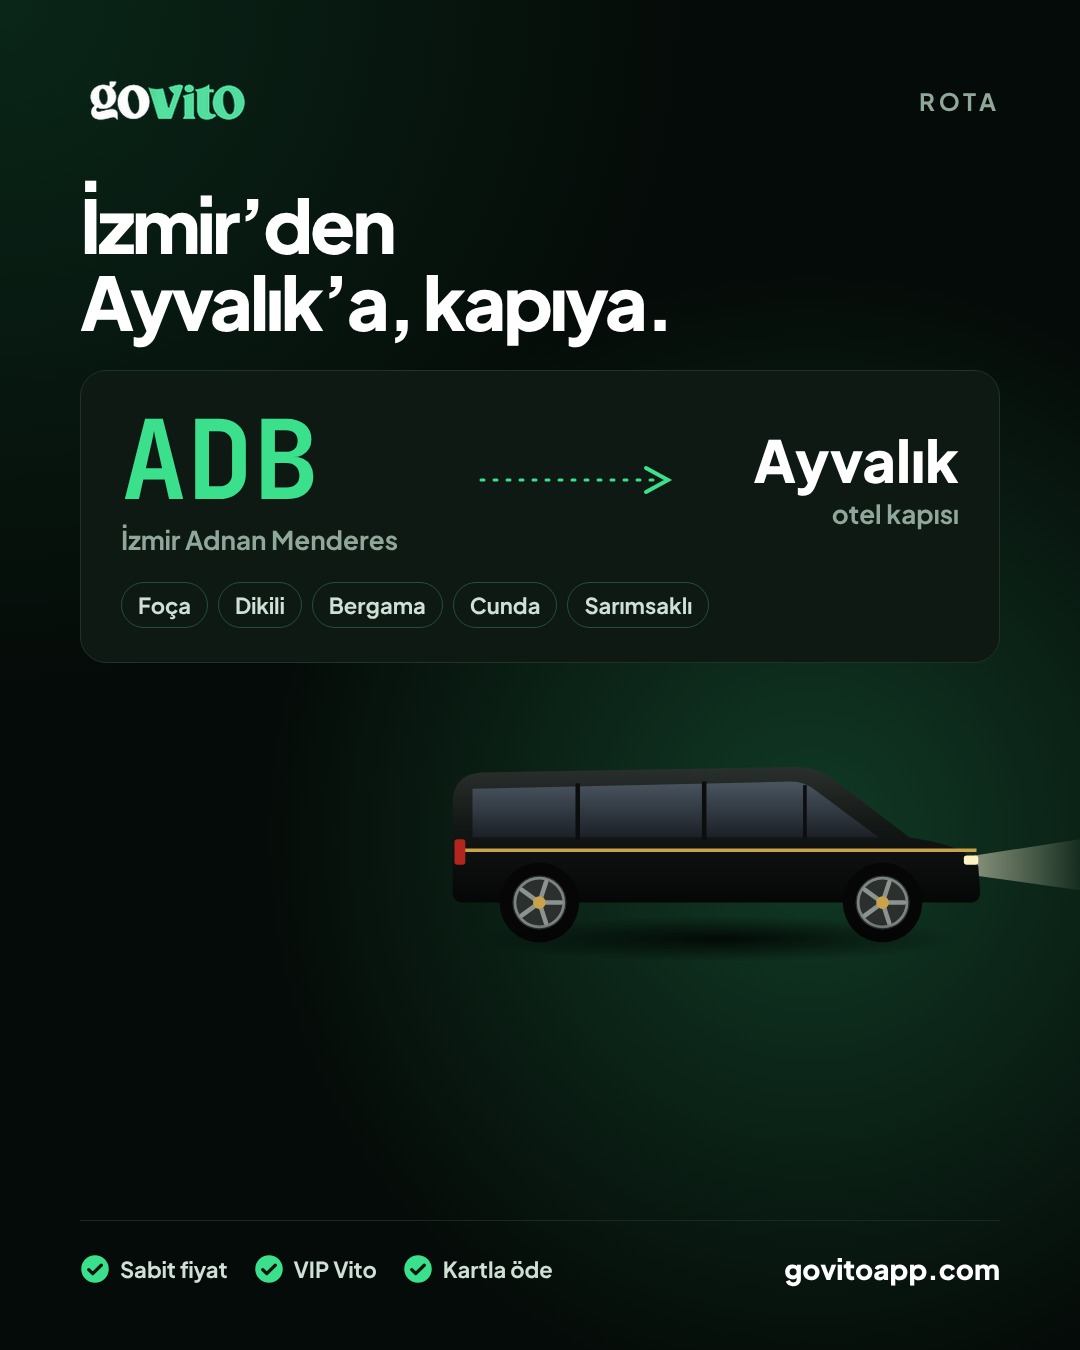 govito
ROTA
İzmir’den
Ayvalık’a, kapıya.
ADB
Ayvalık
otel kapısı
İzmir Adnan Menderes
Foça Dikili Bergama Cunda Sarımsaklı
Sabit fiyat VIP Vito Kartla öde
govitoapp.com